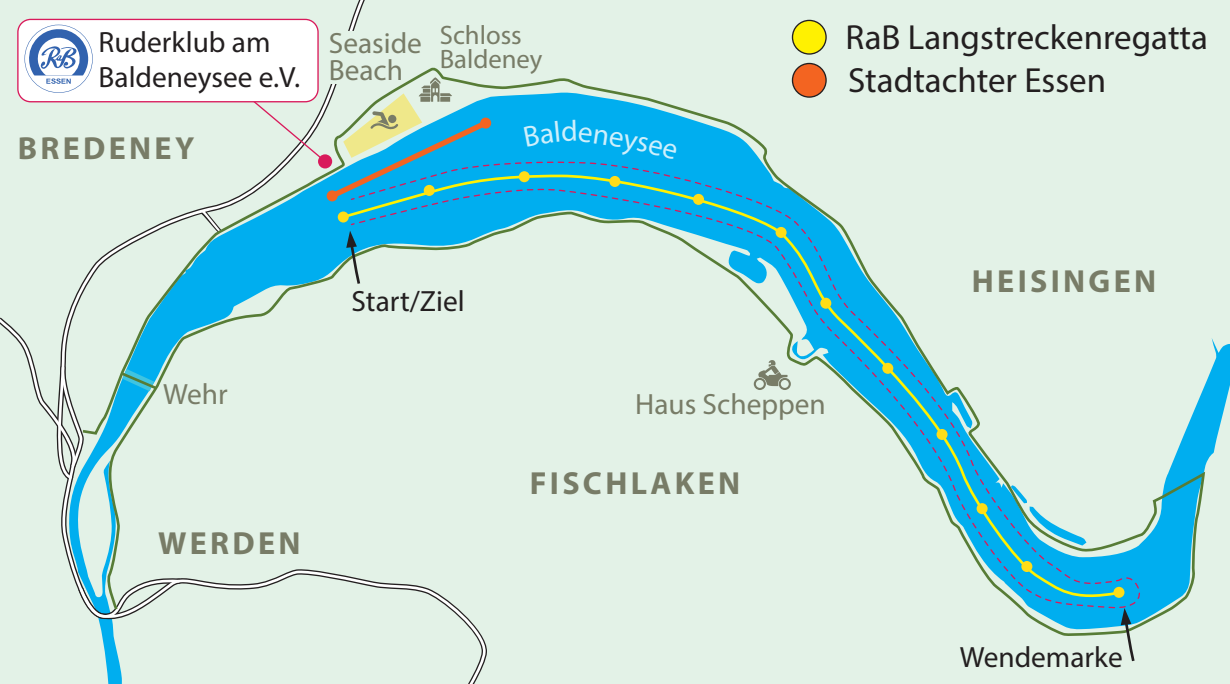 RaB
ESSEN
Ruderklub am
Baldeneysee e.V.
Seaside
Beach
Schloss
Baldeney
RaB Langstreckenregatta
Stadtachter Essen
BREDENEY
Baldeneysee
HEISINGEN
Start/Ziel
Wehr
Haus Scheppen
FISCHLAKEN
WERDEN
Wendemarke